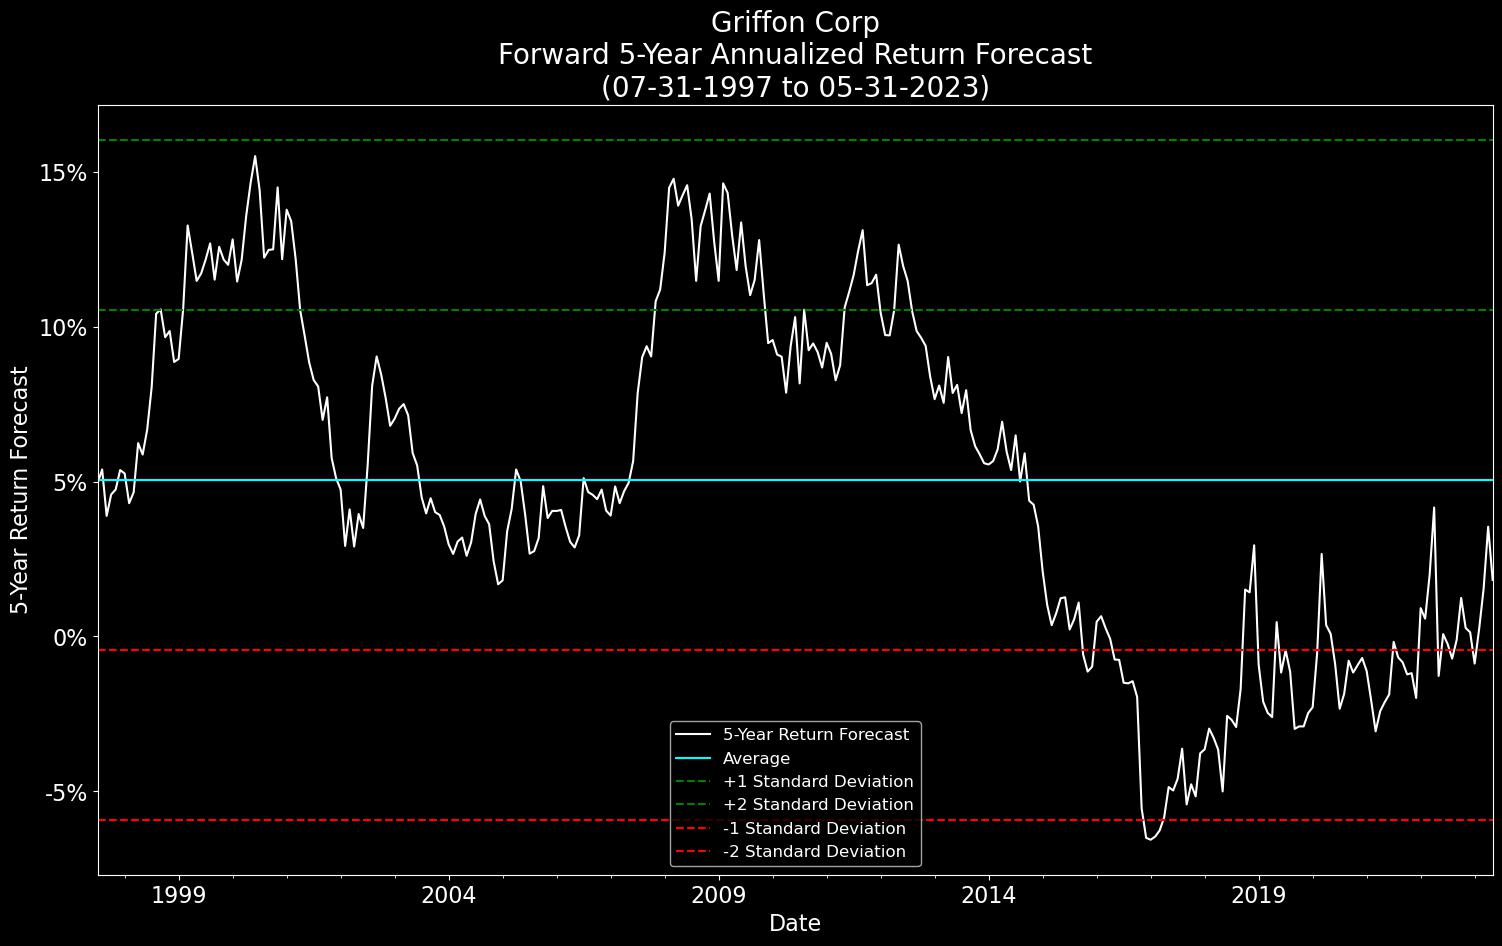 Griffon Corp
Forward 5-Year Annualized Return Forecast
(07-31-1997 to 05-31-2023)
5-Year Return Forecast
15%
10%
5%
0%
-5%
5-Year Return Forecast
Average
+1 Standard Deviation
+2 Standard Deviation
-1 Standard Deviation
-2 Standard Deviation
1999 2004 2009 2014 2019
Date